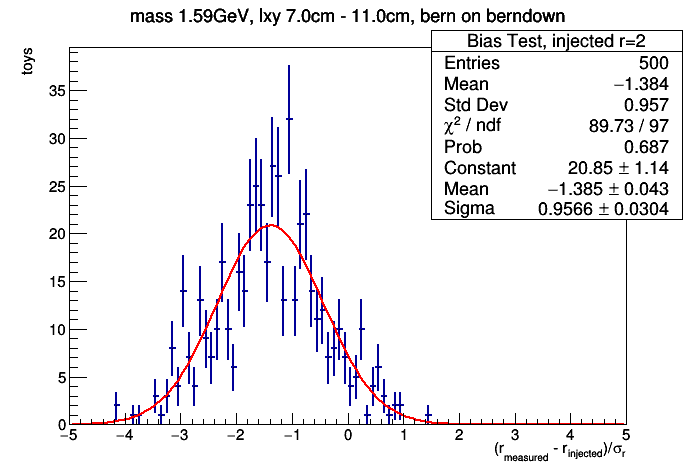 mass 1.59GeV, lxy 7.0cm - 11.0cm, bern on berndown
Bias Test, injected r=2
Entries 500
Mean −1.384
Std Dev 0.957
χ² / ndf 89.73 / 97
Prob 0.687
Constant 20.85 ± 1.14
Mean −1.385 ± 0.043
Sigma 0.9566 ± 0.0304
toys
35
30
25
20
15
10
5
0
−5 −4 −3 −2 −1 0 1 2 3 4 5
(r_measured - r_injected)/σ_r